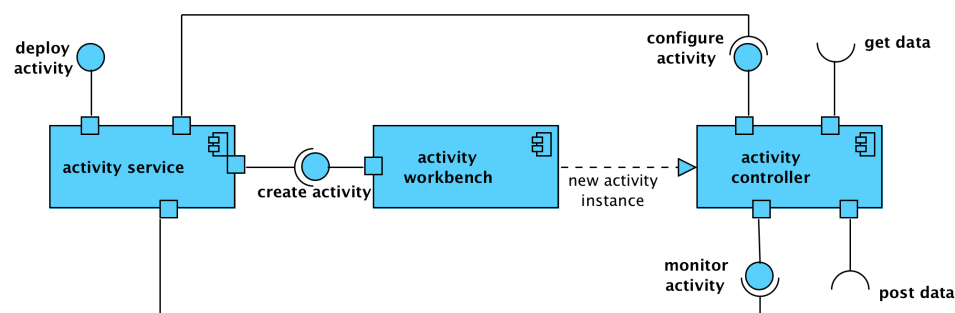 deploy
activity
configure
activity
get data
activity service
create activity
activity
workbench
new activity
instance
activity
controller
monitor
activity
post data